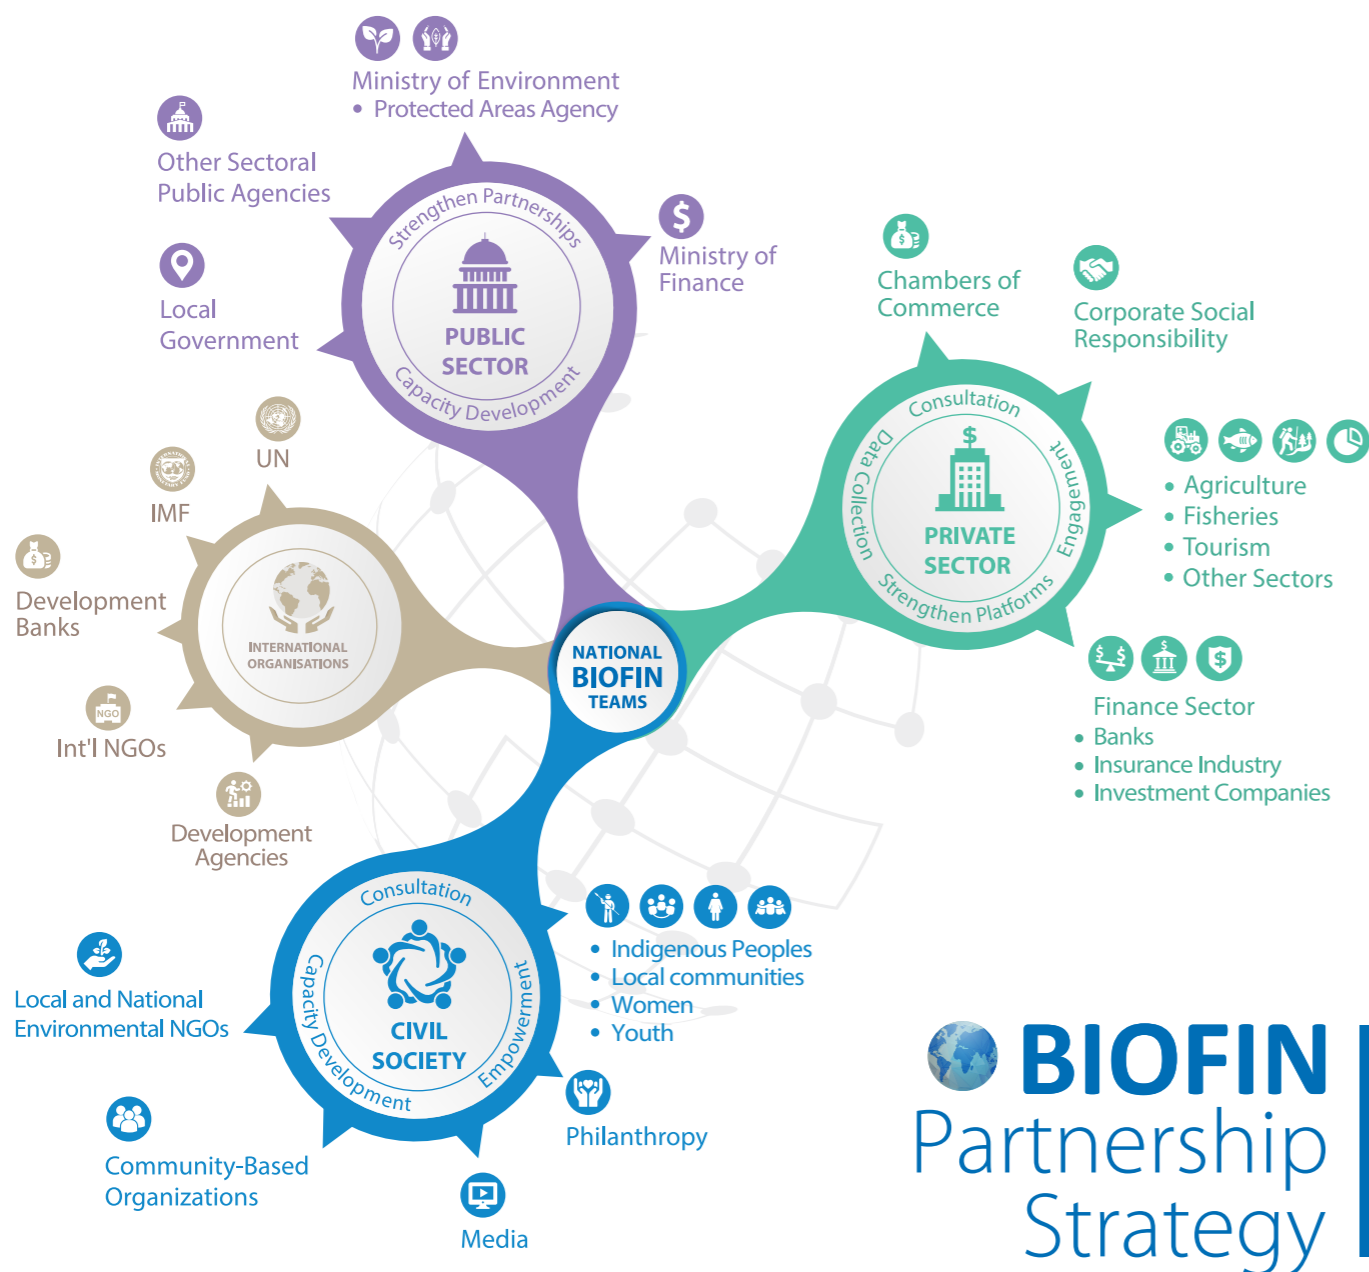 Ministry of Environment
• Protected Areas Agency
Other Sectoral
Public Agencies
Local
Government
Ministry of
Finance
Strengthen Partnerships
PUBLIC
SECTOR
Capacity Development
Chambers of
Commerce
Corporate Social
Responsibility
• Agriculture
• Fisheries
• Tourism
• Other Sectors
Finance Sector
• Banks
• Insurance Industry
• Investment Companies
Consultation
Data Collection
Engagement
Strengthen Platforms
PRIVATE
SECTOR
UN
IMF
Development
Banks
Int'l NGOs
NGO
Development
Agencies
INTERNATIONAL
ORGANISATIONS
NATIONAL
BIOFIN
TEAMS
Consultation
Capacity Development
Empowerment
CIVIL
SOCIETY
• Indigenous Peoples
• Local communities
• Women
• Youth
Philanthropy
Media
Community-Based
Organizations
Local and National
Environmental NGOs
BIOFIN
Partnership
Strategy